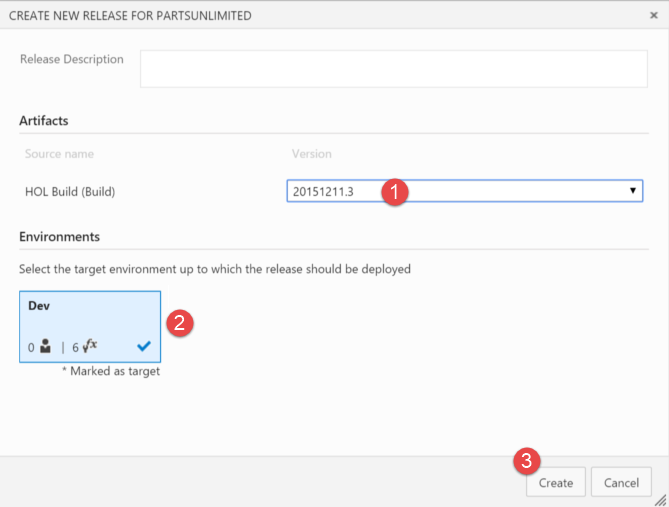 CREATE NEW RELEASE FOR PARTSUNLIMITED
Release Description
Artifacts
Source name Version
HOL Build (Build) 20151211.3 1
Environments
Select the target environment up to which the release should be deployed
Dev
2
0 | 6 fx
* Marked as target
3
Create Cancel